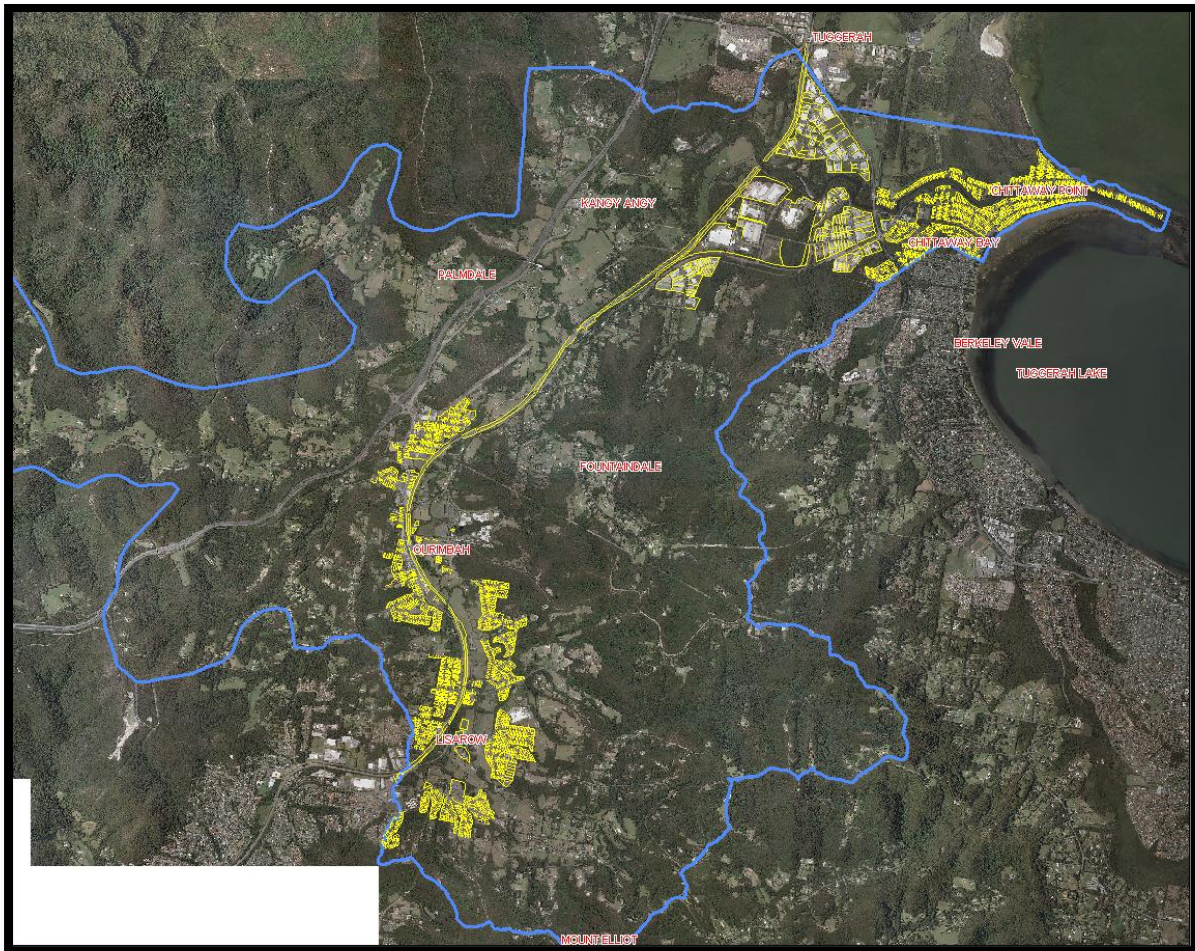 TUGGERAH
CHITTAWAY POINT
KANGY ANGY
CHITTAWAY BAY
PALMDALE
BERKELEY VALE
TUGGERAH LAKE
FOUNTAINDALE
OURIMBAH
LISAROW
MOUNT ELLIOT